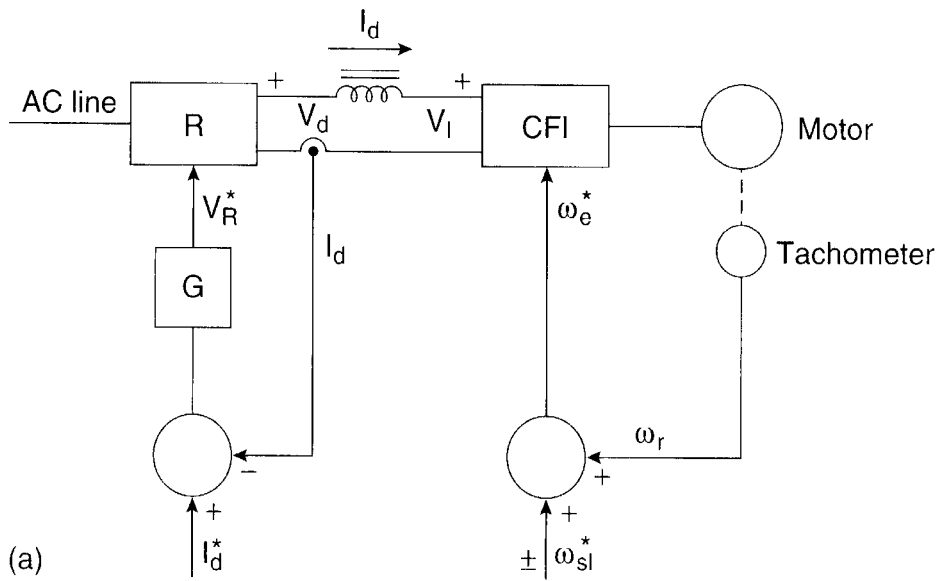 I_d
AC line
R
+
V_d
+
V_I
CFI
Motor
V_R^*
I_d
ω_e^*
Tachometer
G
ω_r
−
+
+
+
(a)
I_d^*
± ω_sl^*